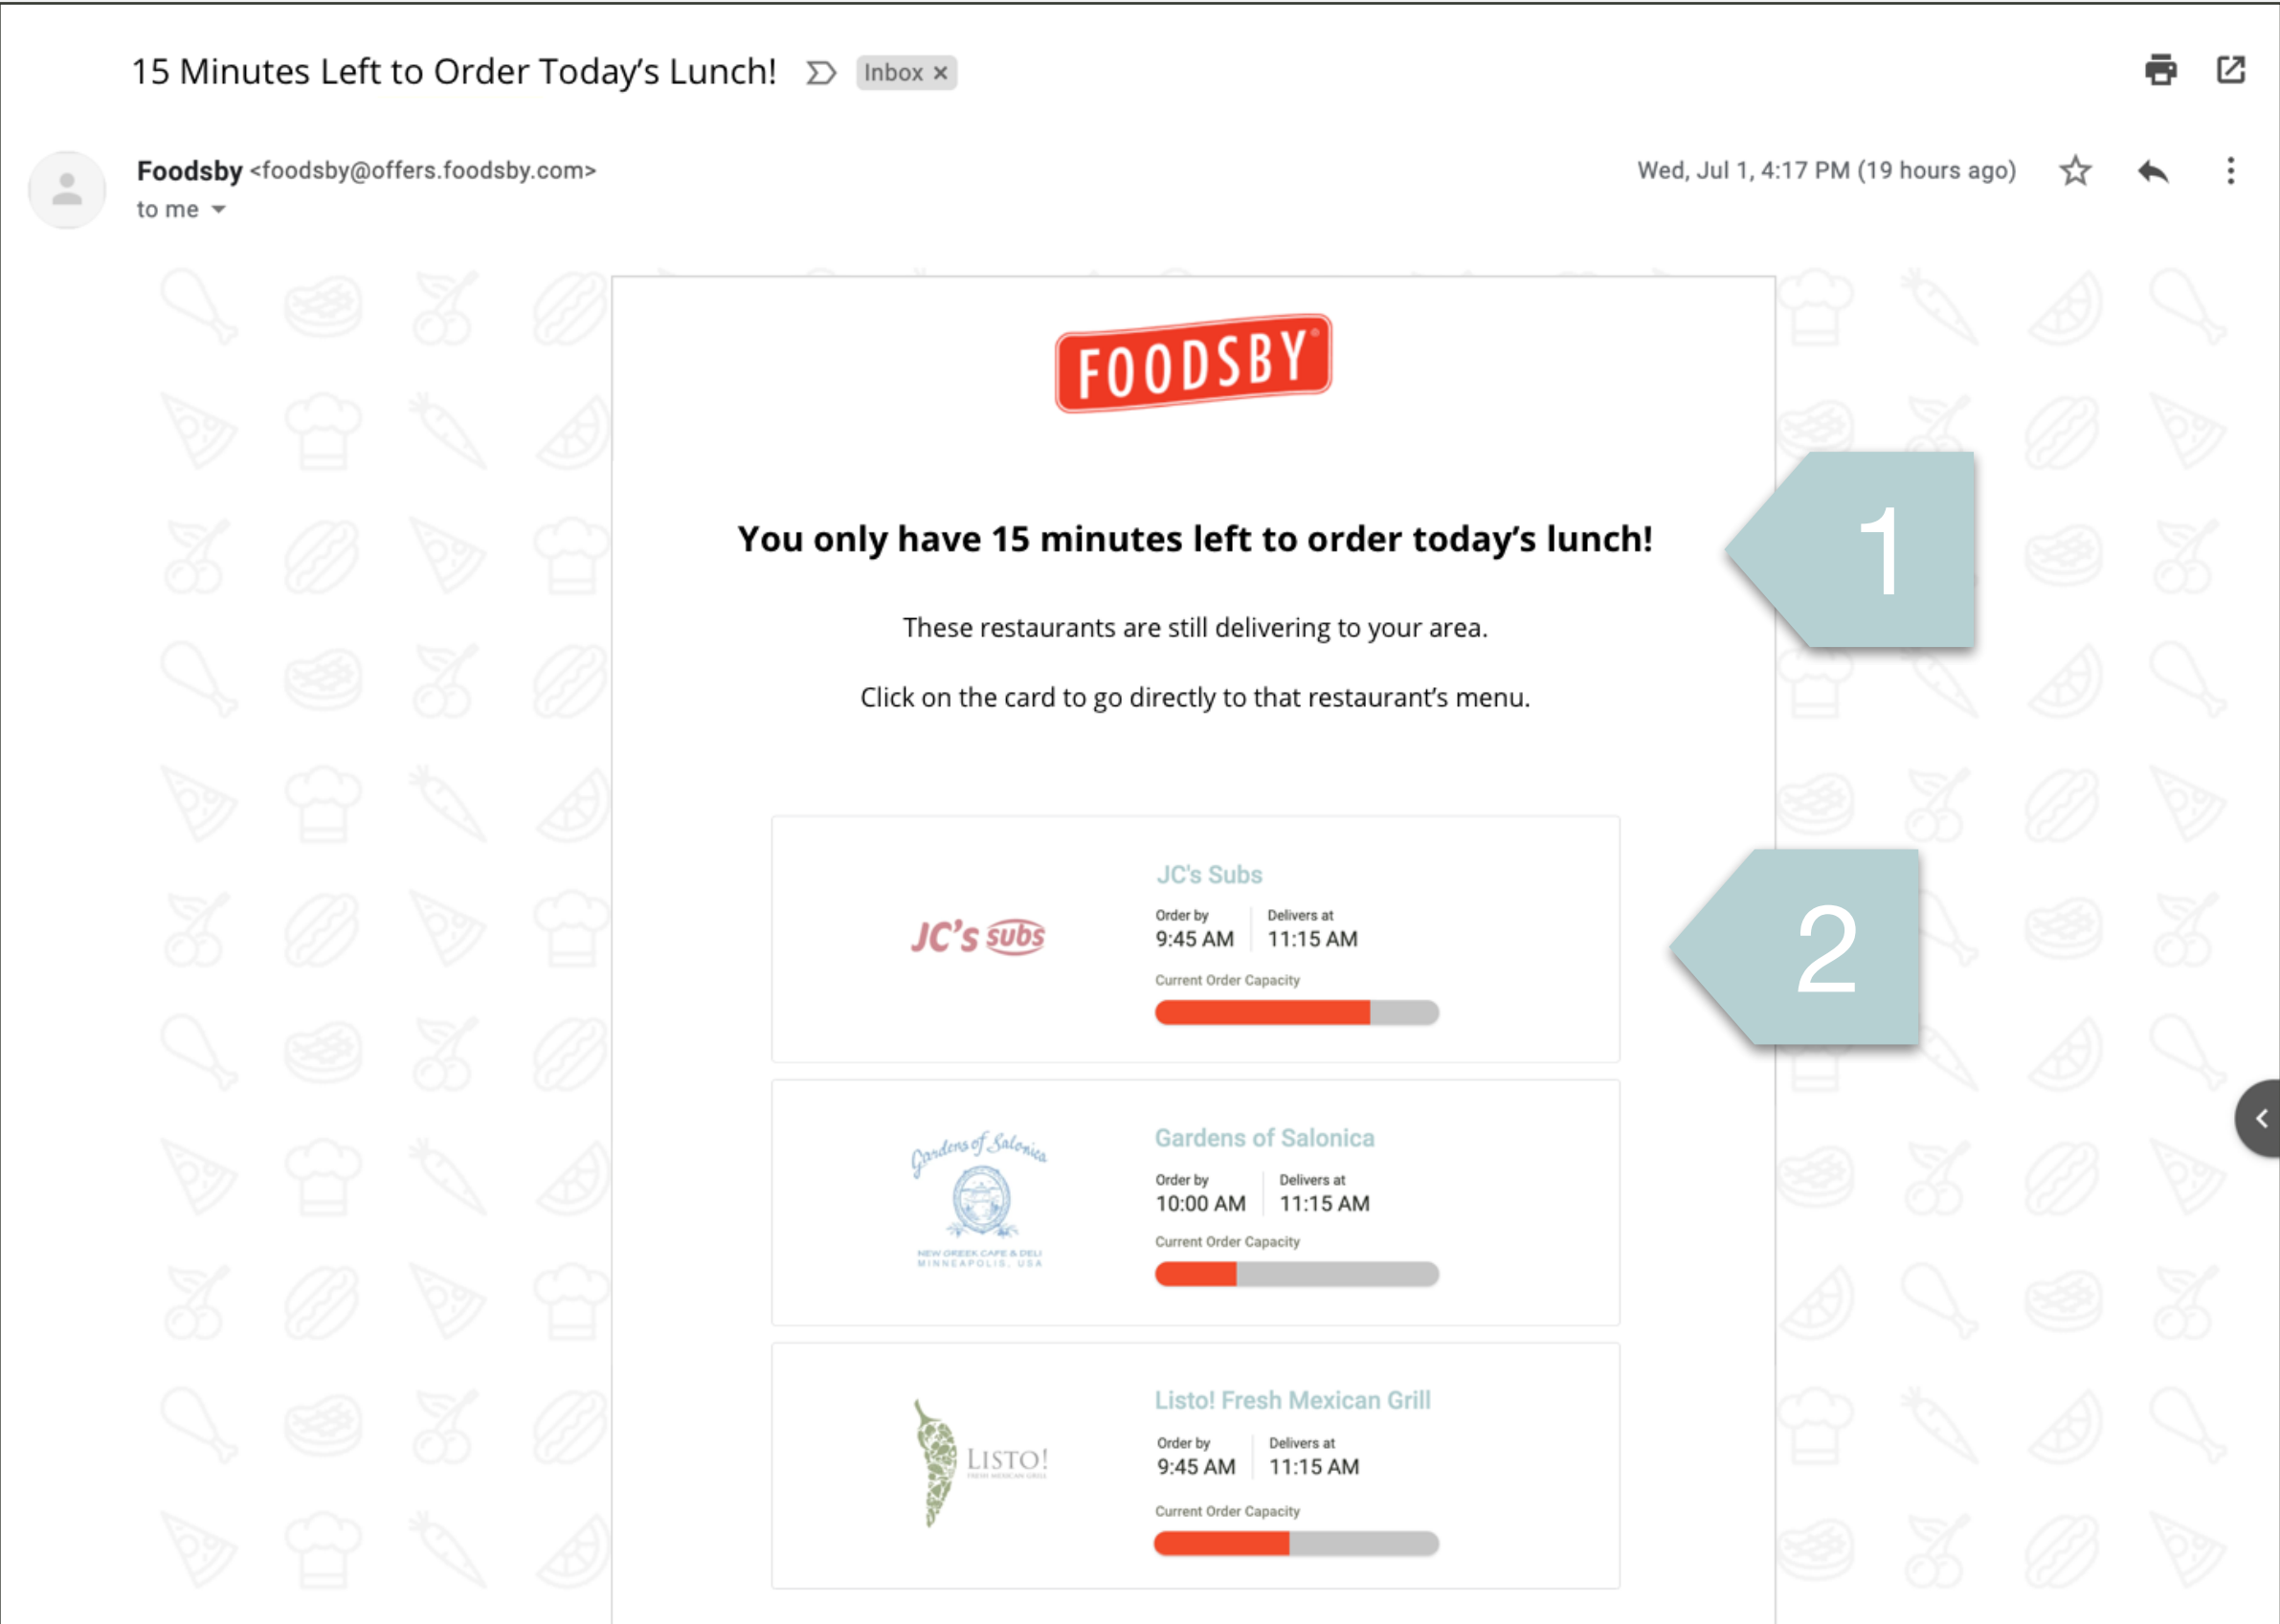 15 Minutes Left to Order Today's Lunch! Inbox ×
Foodsby <foodsby@offers.foodsby.com> Wed, Jul 1, 4:17 PM (19 hours ago)
to me
FOODSBY®
You only have 15 minutes left to order today's lunch!
1
These restaurants are still delivering to your area.
Click on the card to go directly to that restaurant's menu.
JC's Subs
JC's subs
Order by Delivers at
9:45 AM 11:15 AM
Current Order Capacity
2
Gardens of Salonica
NEW GREEK CAFE & DELI
MINNEAPOLIS, USA
Gardens of Salonica
Order by Delivers at
10:00 AM 11:15 AM
Current Order Capacity
LISTO!
FRESH MEXICAN GRILL
Listo! Fresh Mexican Grill
Order by Delivers at
9:45 AM 11:15 AM
Current Order Capacity